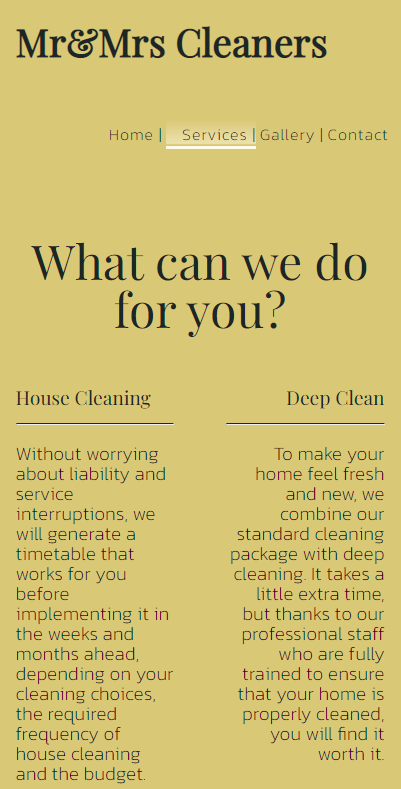 Mr&Mrs Cleaners
Home | Services | Gallery | Contact
What can we do
for you?
House Cleaning
Without worrying
about liability and
service
interruptions, we
will generate a
timetable that
works for you
before
implementing it in
the weeks and
months ahead,
depending on your
cleaning choices,
the required
frequency of
house cleaning
and the budget.
Deep Clean
To make your
home feel fresh
and new, we
combine our
standard cleaning
package with deep
cleaning. It takes a
little extra time,
but thanks to our
professional staff
who are fully
trained to ensure
that your home is
properly cleaned,
you will find it
worth it.